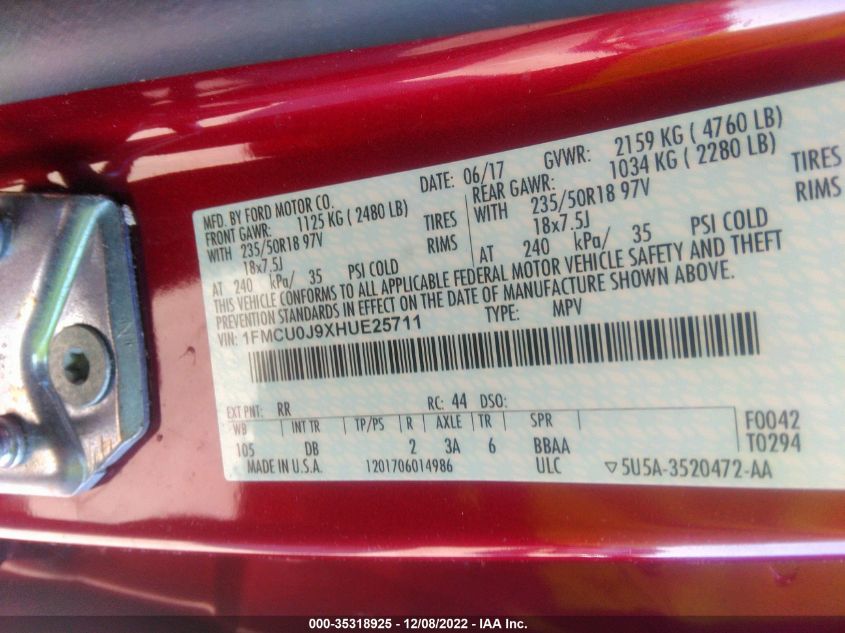 MFD. BY FORD MOTOR CO.
DATE: 06/17 GVWR: 2159 KG ( 4760 LB)
FRONT GAWR: 1125 KG ( 2480 LB) REAR GAWR: 1034 KG ( 2280 LB)
WITH 235/50R18 97V TIRES WITH 235/50R18 97V TIRES
18x7.5J RIMS 18x7.5J RIMS
AT 240 kPa/ 35 PSI COLD AT 240 kPa/ 35 PSI COLD
THIS VEHICLE CONFORMS TO ALL APPLICABLE FEDERAL MOTOR VEHICLE SAFETY AND THEFT
PREVENTION STANDARDS IN EFFECT ON THE DATE OF MANUFACTURE SHOWN ABOVE.
VIN: 1FMCU0J9XHUE25711 TYPE: MPV
EXT PNT: RR RC: 44 DSO:
WB INT TR TP/PS R AXLE TR SPR F0042
105 DB 2 3A 6 BBAA T0294
MADE IN U.S.A. 1201706014986 ULC ▽5U5A-3520472-AA
000-35318925 - 12/08/2022 - IAA Inc.